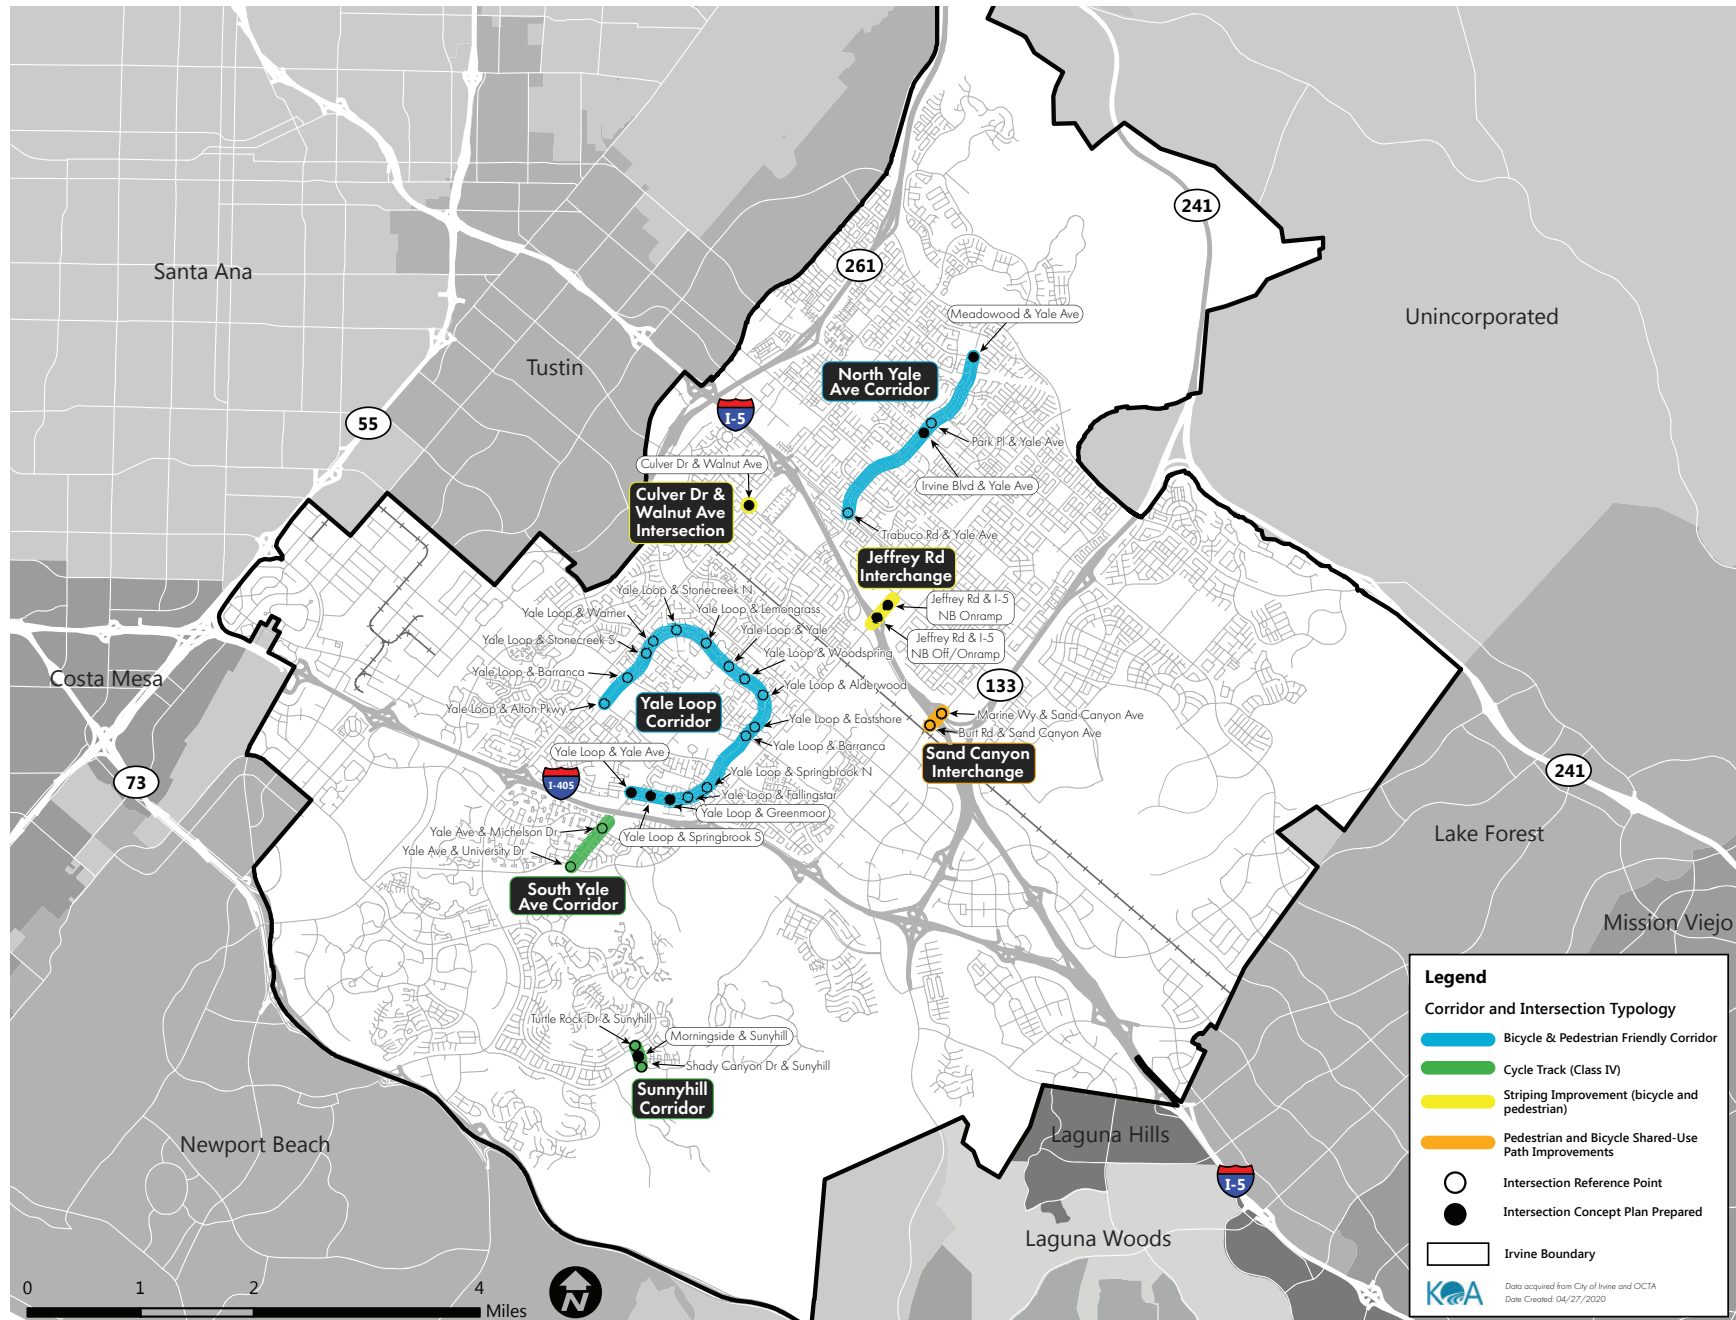 241
261
Santa Ana
Unincorporated
Meadowood & Yale Ave
Tustin
North Yale
Ave Corridor
55
I-5
Park Pl & Yale Ave
Culver Dr & Walnut Ave
Irvine Blvd & Yale Ave
Culver Dr &
Walnut Ave
Intersection
Trabuco Rd & Yale Ave
Jeffrey Rd
Interchange
Yale Loop & Stonecreek N
Jeffrey Rd & I-5
NB Onramp
Yale Loop & Warner
Yale Loop & Lemongrass
Yale Loop & Stonecreek S
Yale Loop & Yale
Jeffrey Rd & I-5
NB Off/Onramp
Yale Loop & Woodspring
Costa Mesa
Yale Loop & Barranca
Yale Loop & Alderwood
133
Yale Loop & Alton Pkwy
Yale Loop
Corridor
Yale Loop & Eastshore
Marine Wy & Sand Canyon Ave
Burt Rd & Sand Canyon Ave
Yale Loop & Yale Ave
Yale Loop & Barranca
Sand Canyon
Interchange
73
I-405
Yale Loop & Springbrook N
241
Yale Loop & Fallingstar
Yale Loop & Greenmoor
Yale Ave & Michelson Dr
Yale Loop & Springbrook S
Lake Forest
Yale Ave & University Dr
South Yale
Ave Corridor
Mission Viejo
Turtle Rock Dr & Sunyhill
Morningside & Sunyhill
Shady Canyon Dr & Sunyhill
Sunnyhill
Corridor
Newport Beach
Laguna Hills
I-5
Laguna Woods
Legend
Corridor and Intersection Typology
Bicycle & Pedestrian Friendly Corridor
Cycle Track (Class IV)
Striping Improvement (bicycle and
pedestrian)
Pedestrian and Bicycle Shared-Use
Path Improvements
Intersection Reference Point
Intersection Concept Plan Prepared
Irvine Boundary
KOA
Data acquired from City of Irvine and OCTA
Date Created: 04/27/2020
0 1 2 4
Miles
N